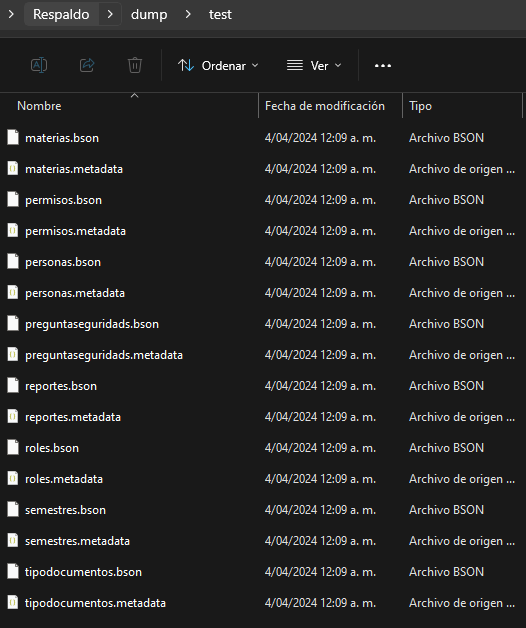 Respaldo dump test
Ordenar Ver
Nombre Fecha de modificación Tipo
materias.bson 4/04/2024 12:09 a. m. Archivo BSON
materias.metadata 4/04/2024 12:09 a. m. Archivo de origen ...
permisos.bson 4/04/2024 12:09 a. m. Archivo BSON
permisos.metadata 4/04/2024 12:09 a. m. Archivo de origen ...
personas.bson 4/04/2024 12:09 a. m. Archivo BSON
personas.metadata 4/04/2024 12:09 a. m. Archivo de origen ...
preguntaseguridads.bson 4/04/2024 12:09 a. m. Archivo BSON
preguntaseguridads.metadata 4/04/2024 12:09 a. m. Archivo de origen ...
reportes.bson 4/04/2024 12:09 a. m. Archivo BSON
reportes.metadata 4/04/2024 12:09 a. m. Archivo de origen ...
roles.bson 4/04/2024 12:09 a. m. Archivo BSON
roles.metadata 4/04/2024 12:09 a. m. Archivo de origen ...
semestres.bson 4/04/2024 12:09 a. m. Archivo BSON
semestres.metadata 4/04/2024 12:09 a. m. Archivo de origen ...
tipodocumentos.bson 4/04/2024 12:09 a. m. Archivo BSON
tipodocumentos.metadata 4/04/2024 12:09 a. m. Archivo de origen ...